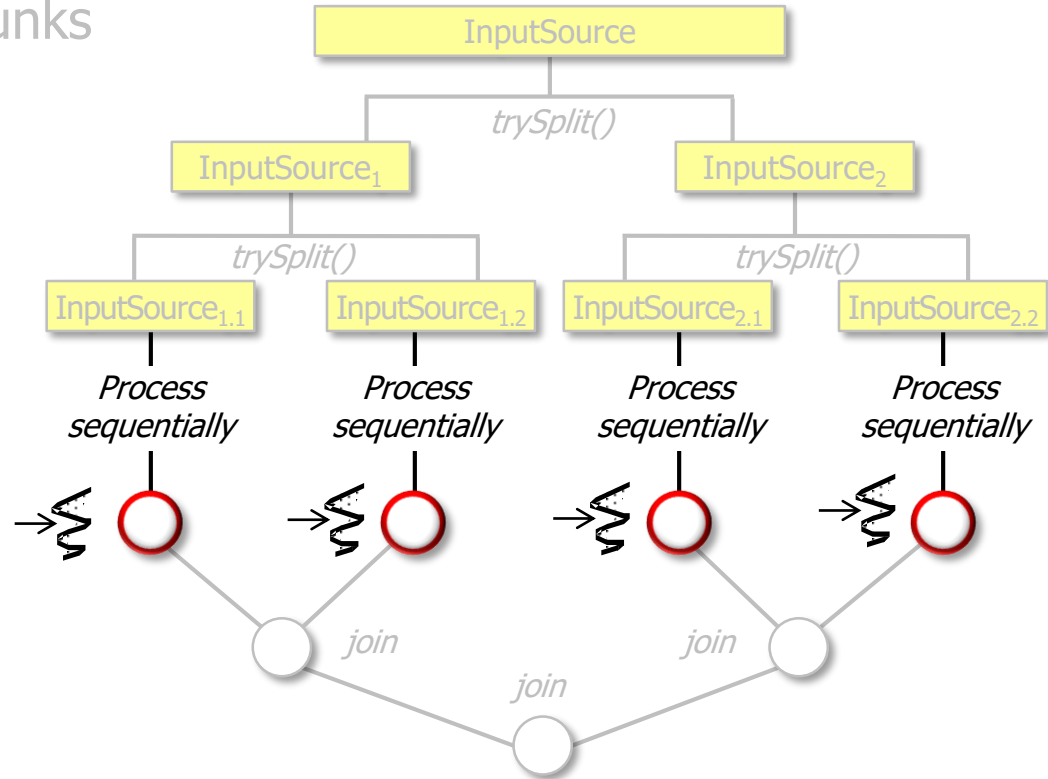 InputSource
trySplit()
InputSource₁
InputSource₂
trySplit()
trySplit()
InputSource₁.₁
InputSource₁.₂
InputSource₂.₁
InputSource₂.₂
Process
sequentially
Process
sequentially
Process
sequentially
Process
sequentially
join
join
join